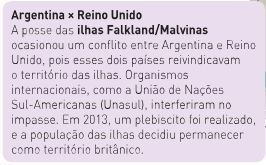 Argentina × Reino Unido
A posse das ilhas Falkland/Malvinas
ocasionou um conflito entre Argentina e Reino
Unido, pois esses dois países reivindicavam
o território das ilhas. Organismos
internacionais, como a União de Nações
Sul-Americanas (Unasul), interferiram no
impasse. Em 2013, um plebiscito foi realizado,
e a população das ilhas decidiu permanecer
como território britânico.